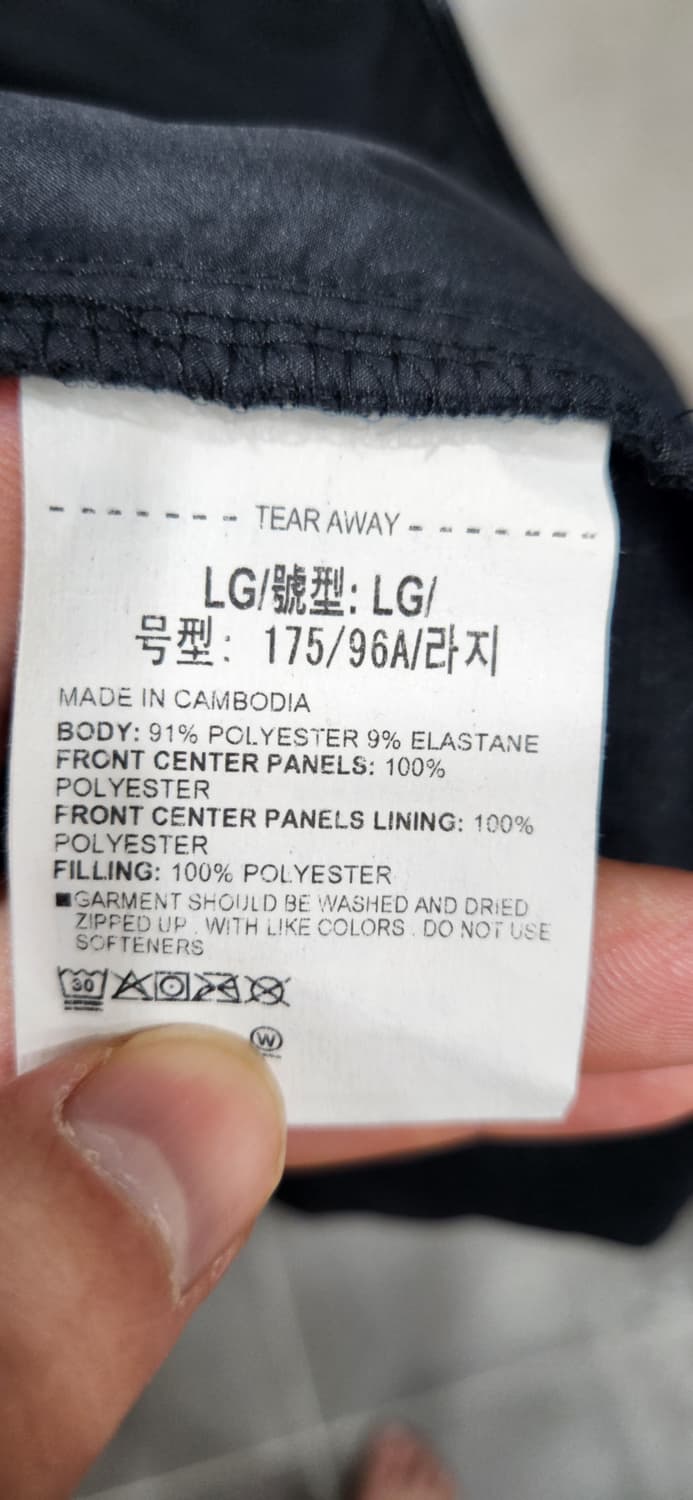 ------- TEAR AWAY -------
LG/號型: LG/
号型: 175/96A/라지
MADE IN CAMBODIA
BODY: 91% POLYESTER 9% ELASTANE
FRONT CENTER PANELS: 100%
POLYESTER
FRONT CENTER PANELS LINING: 100%
POLYESTER
FILLING: 100% POLYESTER
■GARMENT SHOULD BE WASHED AND DRIED
ZIPPED UP . WITH LIKE COLORS . DO NOT USE
SOFTENERS
30
W